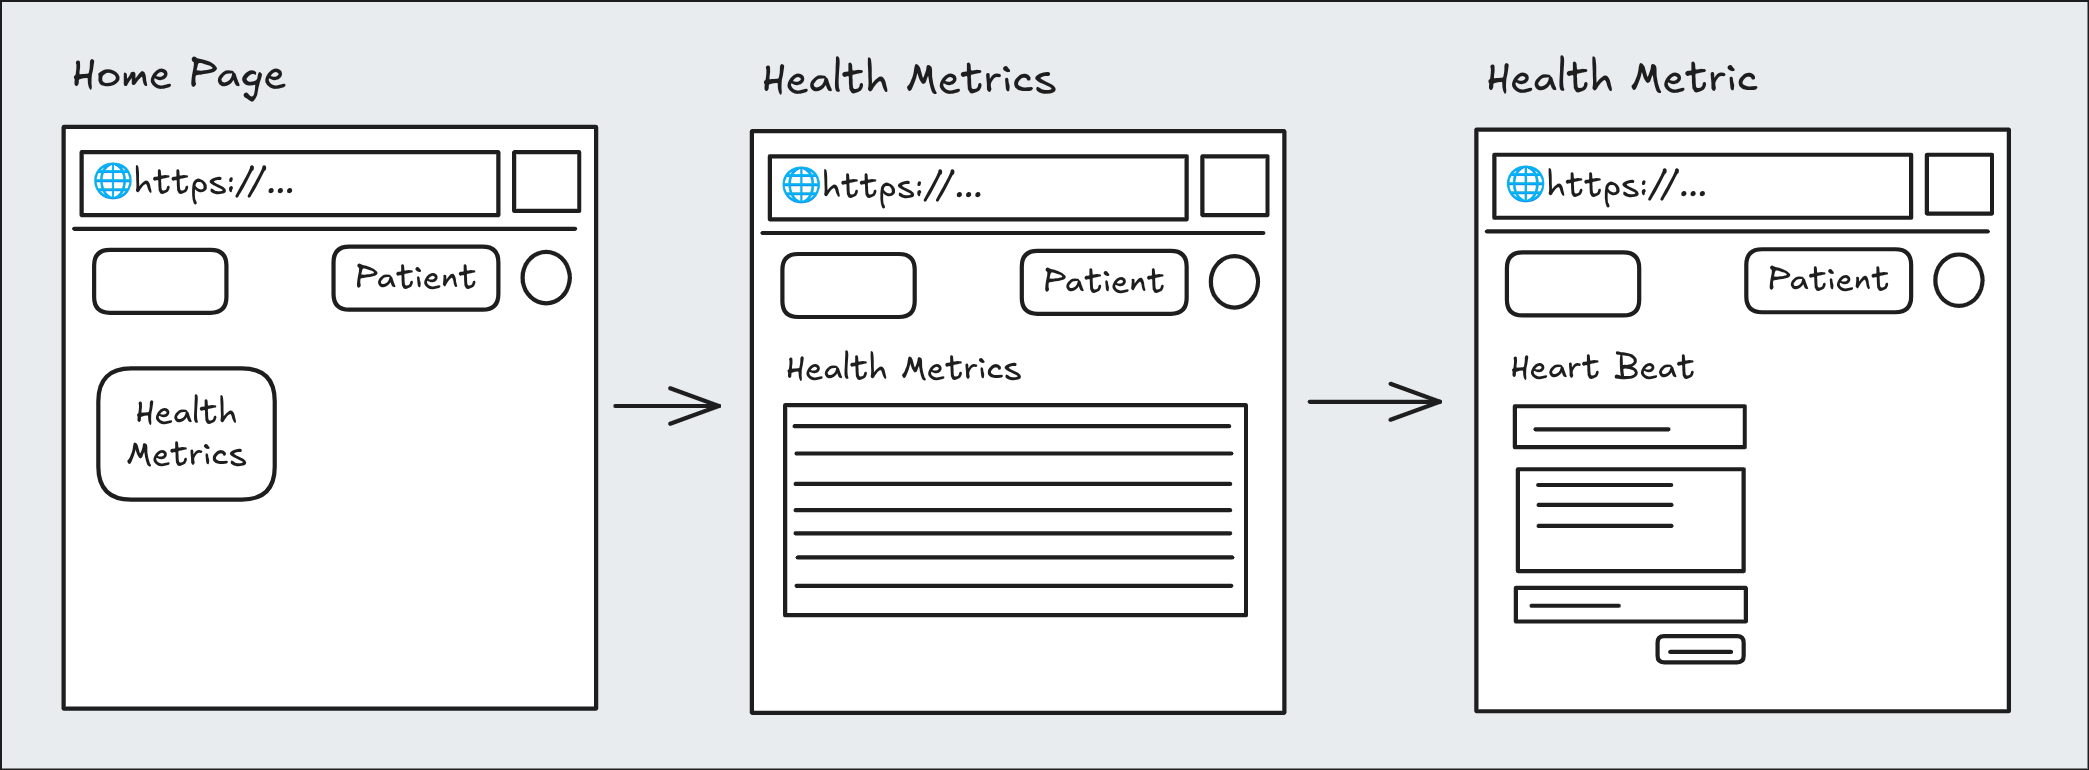 Home Page
https://...
Patient
Health
Metrics
Health Metrics
https://...
Patient
Health Metrics
Health Metric
https://...
Patient
Heart Beat